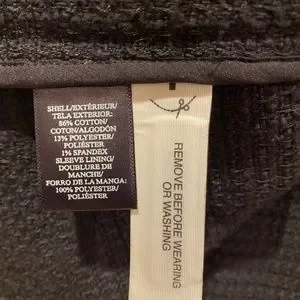 SHELL/EXTÉRIEUR/
TELA EXTERIOR:
86% COTTON/
COTON/ALGODÓN
13% POLYESTER/
POLIÉSTER
1% SPANDEX
SLEEVE LINING/
DOUBLURE DE
MANCHE/
FORRO DE LA MANGA:
100% POLYESTER/
POLIÉSTER
REMOVE BEFORE WEARING
OR WASHING